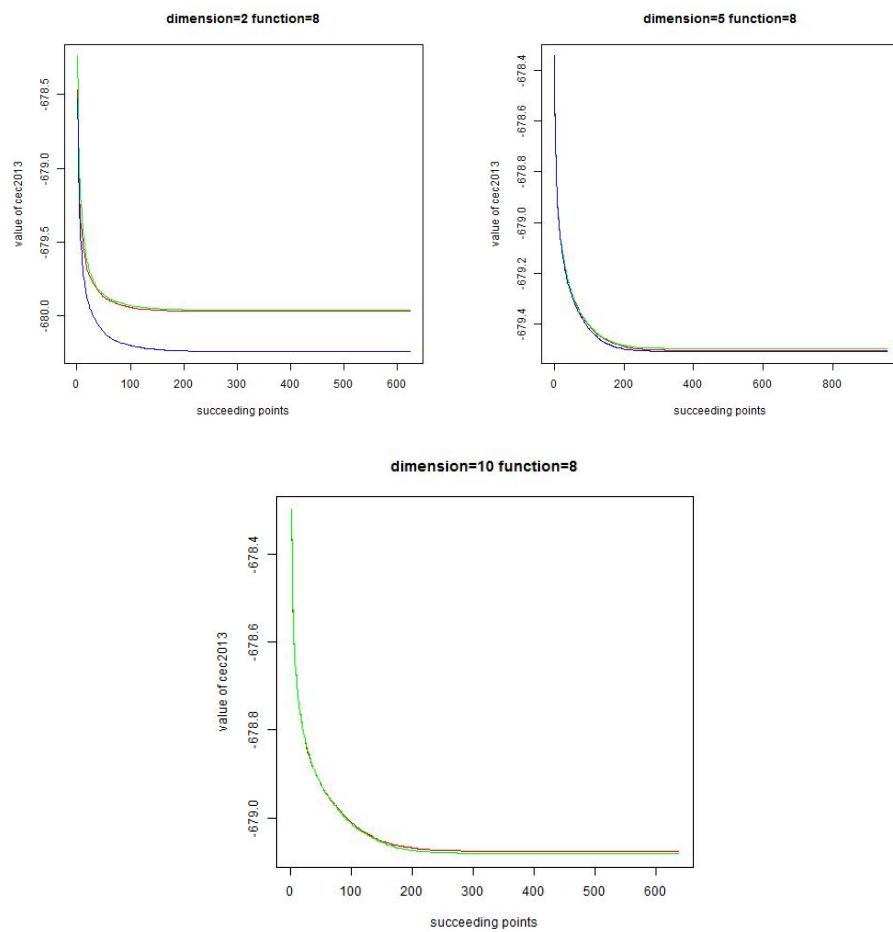 dimension=2 function=8
value of cec2013
-678.5
-679.0
-679.5
-680.0
0 100 200 300 400 500 600
succeeding points
dimension=5 function=8
value of cec2013
-678.4
-678.6
-678.8
-679.0
-679.2
-679.4
0 200 400 600 800
succeeding points
dimension=10 function=8
value of cec2013
-678.4
-678.6
-678.8
-679.0
0 100 200 300 400 500 600
succeeding points